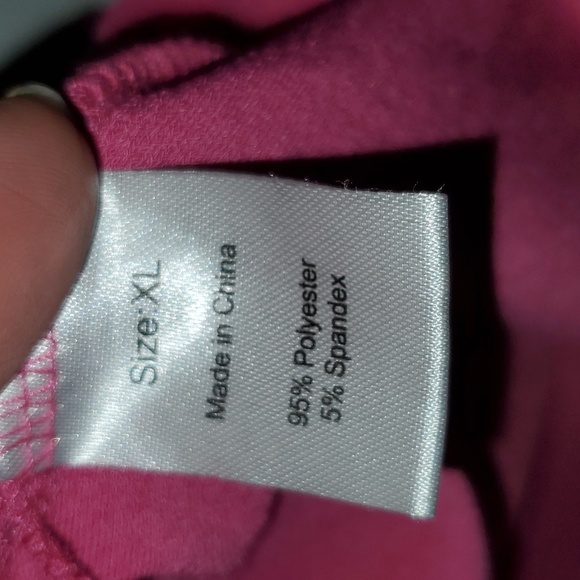 Size:XL
Made in China
95% Polyester
5% Spandex